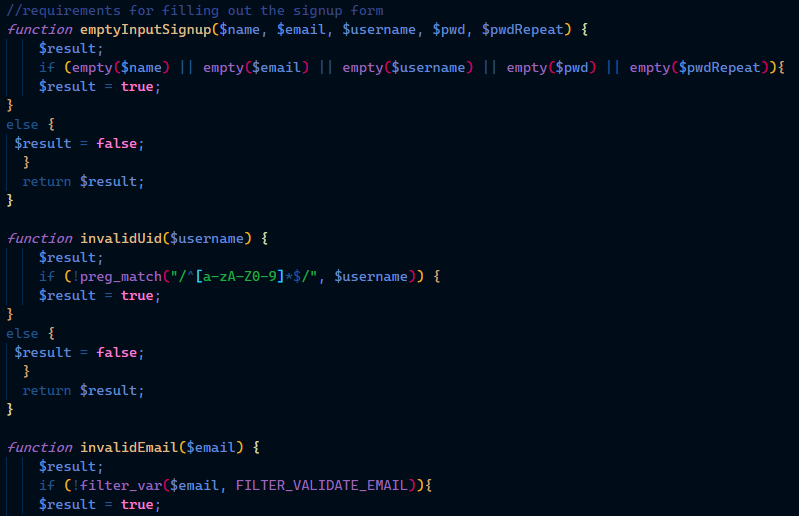 //requirements for filling out the signup form
function emptyInputSignup($name, $email, $username, $pwd, $pwdRepeat) {
$result;
if (empty($name) || empty($email) || empty($username) || empty($pwd) || empty($pwdRepeat)){
$result = true;
}
else {
$result = false;
}
return $result;
}
function invalidUid($username) {
$result;
if (!preg_match("/^[a-zA-Z0-9]*$/", $username)) {
$result = true;
}
else {
$result = false;
}
return $result;
}
function invalidEmail($email) {
$result;
if (!filter_var($email, FILTER_VALIDATE_EMAIL)){
$result = true;